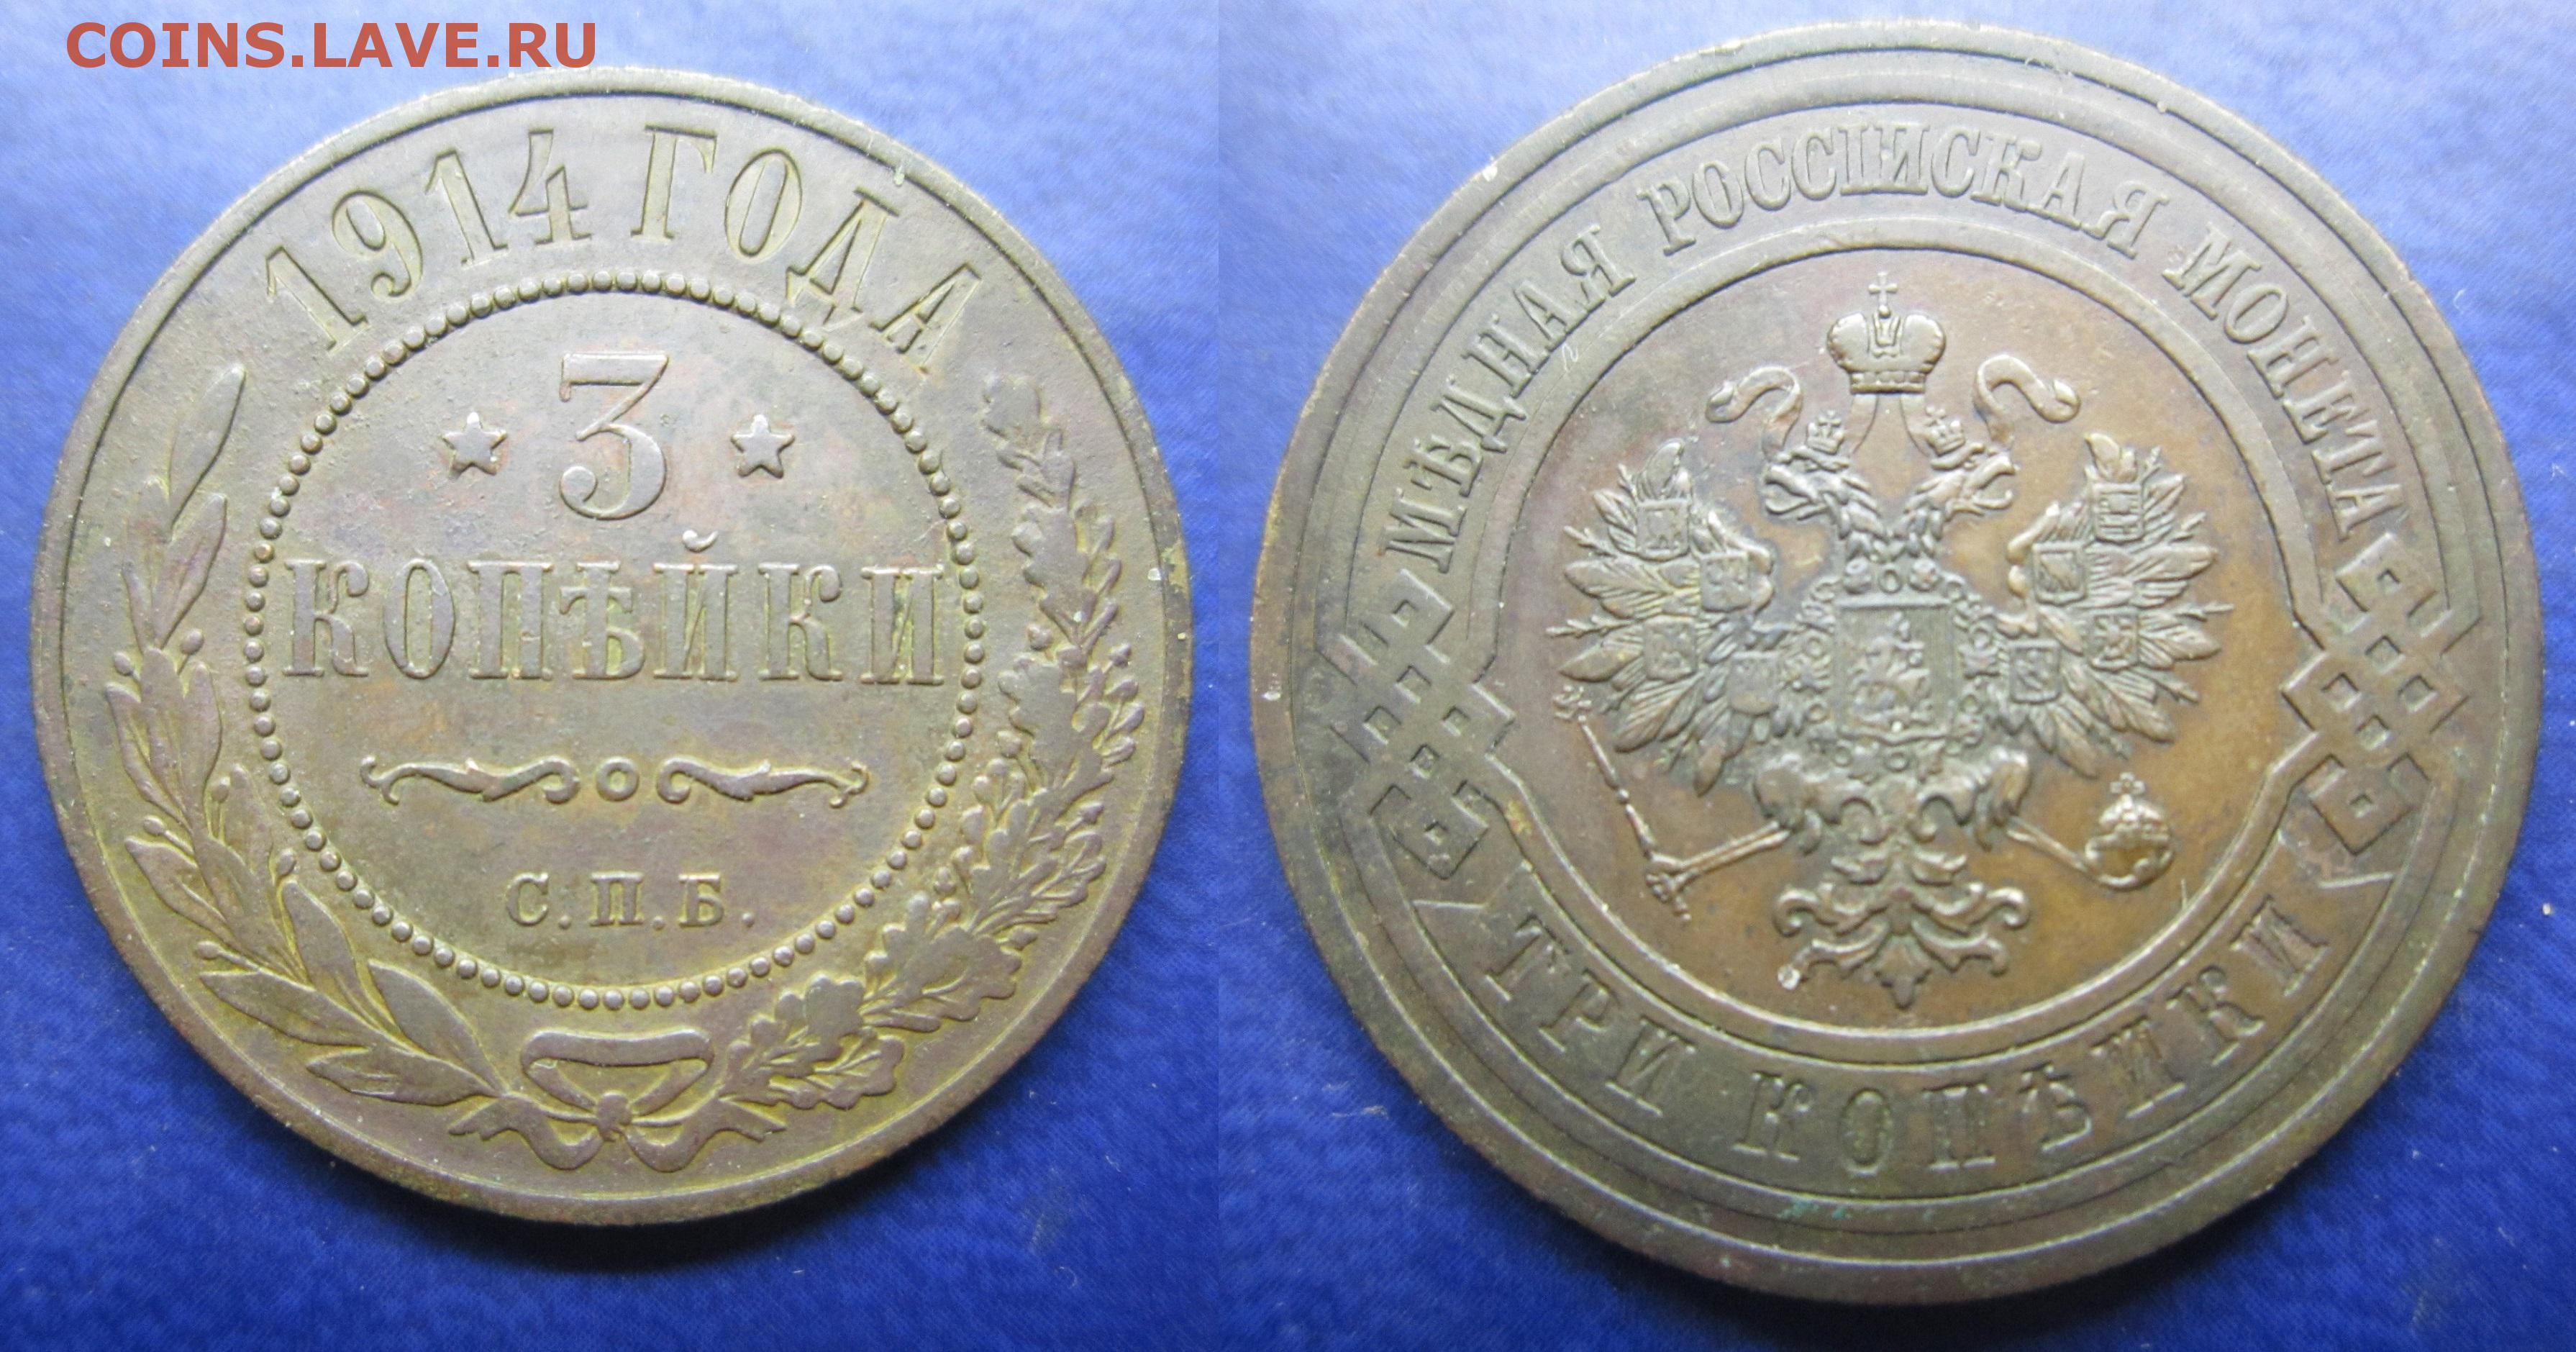 COINS.LAVE.RU
1914 ГОДА
3
КОПѢЙКИ
С.П.Б.
МѢДНАЯ РОССІЙСКАЯ МОНЕТА
ТРИ КОПѢЙКИ